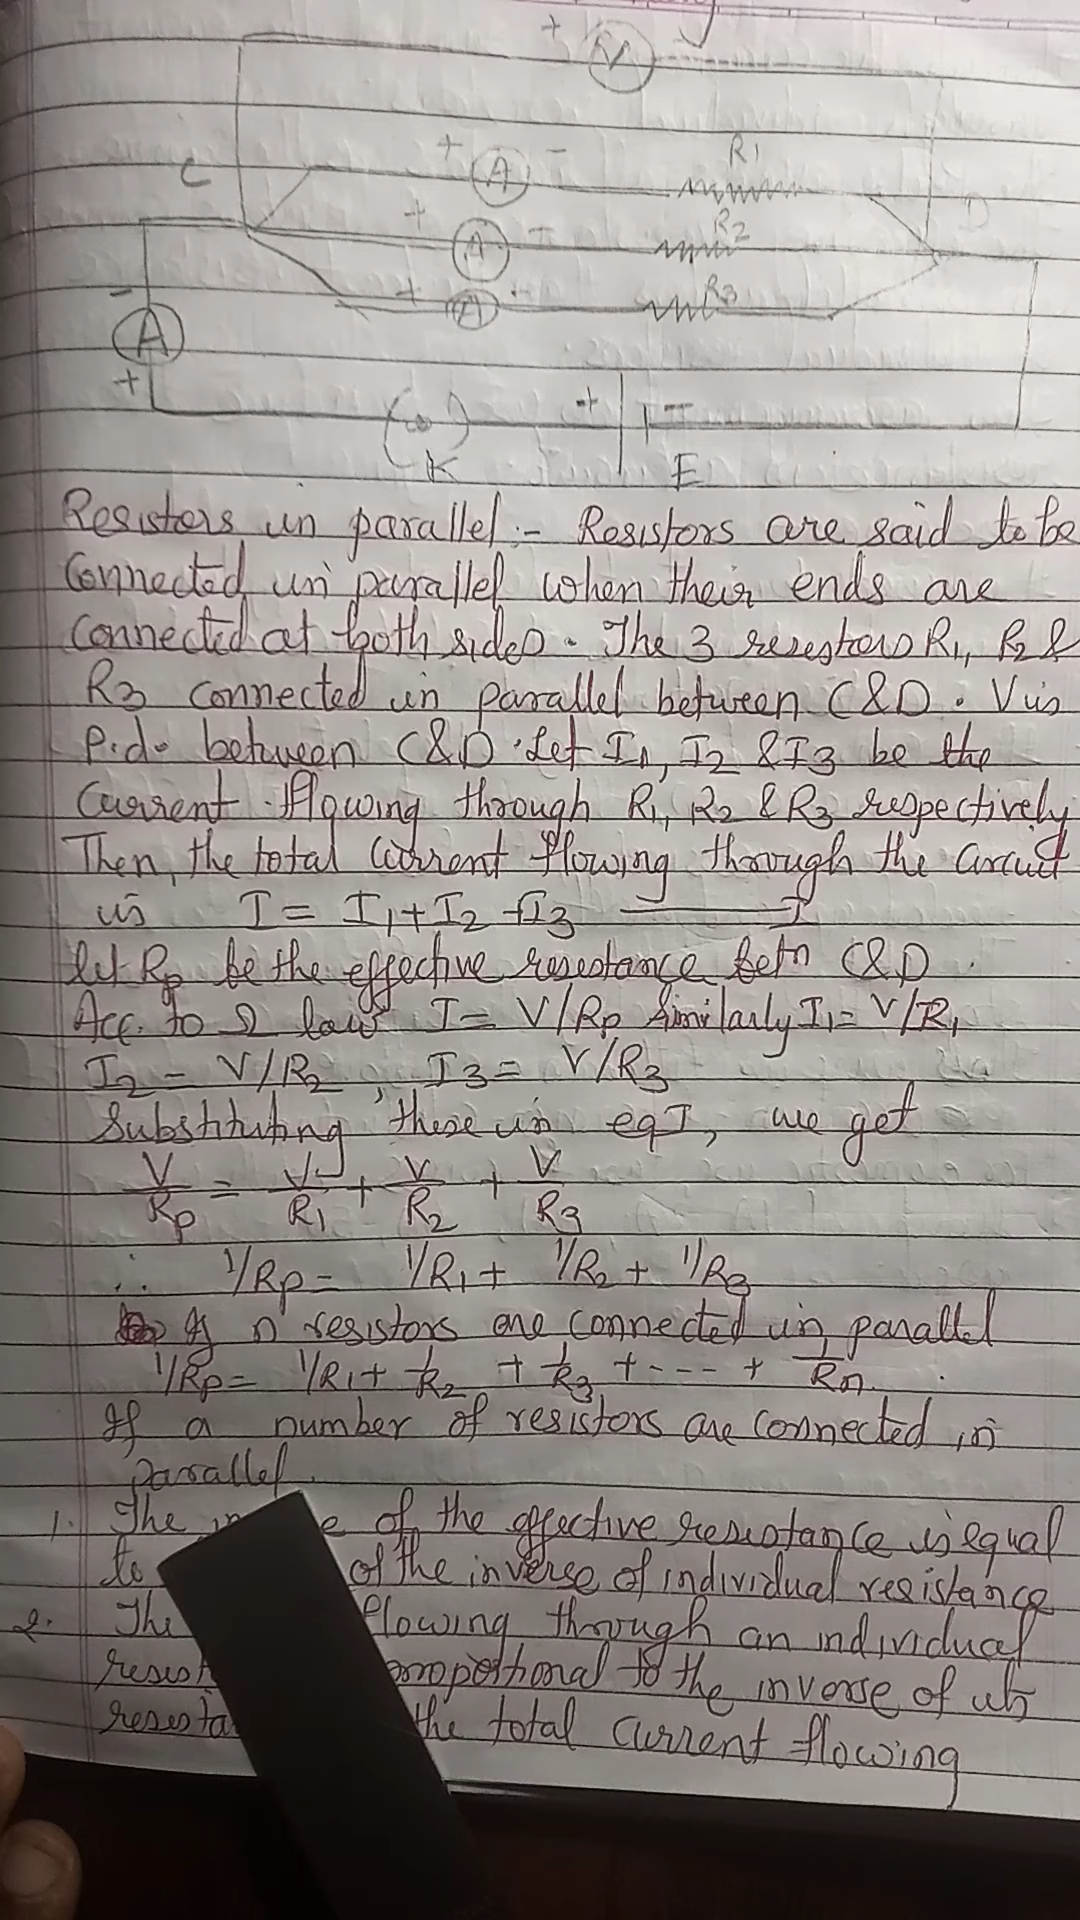 + V -
C + A - R1
+ A - R2 D
+ A - R3
- A +
K + - E
Resistors in parallel :- Resistors are said to be
connected in parallel when their ends are
connected at both sides. The 3 resestors R1, R2 &
R3 connected in parallel between C&D. V is
P.d. between C&D. Let I1, I2 & I3 be the
current flowing through R1, R2 & R3 respectively
Then, the total current flowing through the circuit
is I = I1+I2+I3 ——— I
let Rp be the effective resestance betn C&D.
Acc. to Ω law I= V/Rp Similarly I1= V/R1
I2 = V/R2, I3= V/R3
Substituting these in eqI, we get
V/Rp = V/R1 + V/R2 + V/R3
∴ 1/Rp= 1/R1+ 1/R2+ 1/R3
If n resistors are connected in parallel
1/Rp= 1/R1+ 1/R2 + 1/R3 +---- + 1/Rn.
If a number of resistors are connected in
parallel.
1. The of the effective resistance is equal
to of the inverse of individual resistance
2. The flowing through an individual
proportional to the inverse of its
the total current flowing